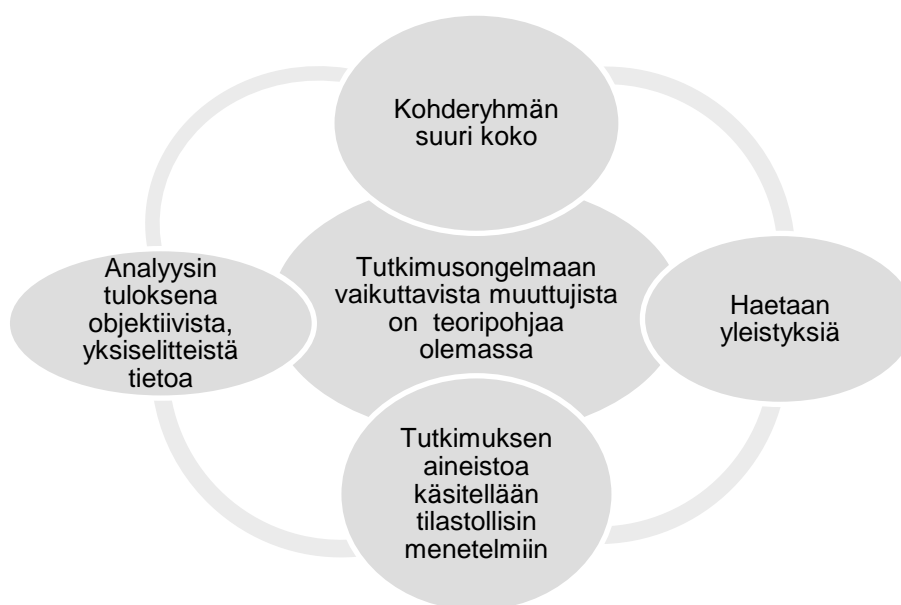 Kohderyhmän
suuri koko
Analyysin
tuloksena
objektiivista,
yksiselitteistä
tietoa
Tutkimusongelmaan
vaikuttavista muuttujista
on teoripohjaa
olemassa
Haetaan
yleistyksiä
Tutkimuksen
aineistoa
käsitellään
tilastollisin
menetelmiin